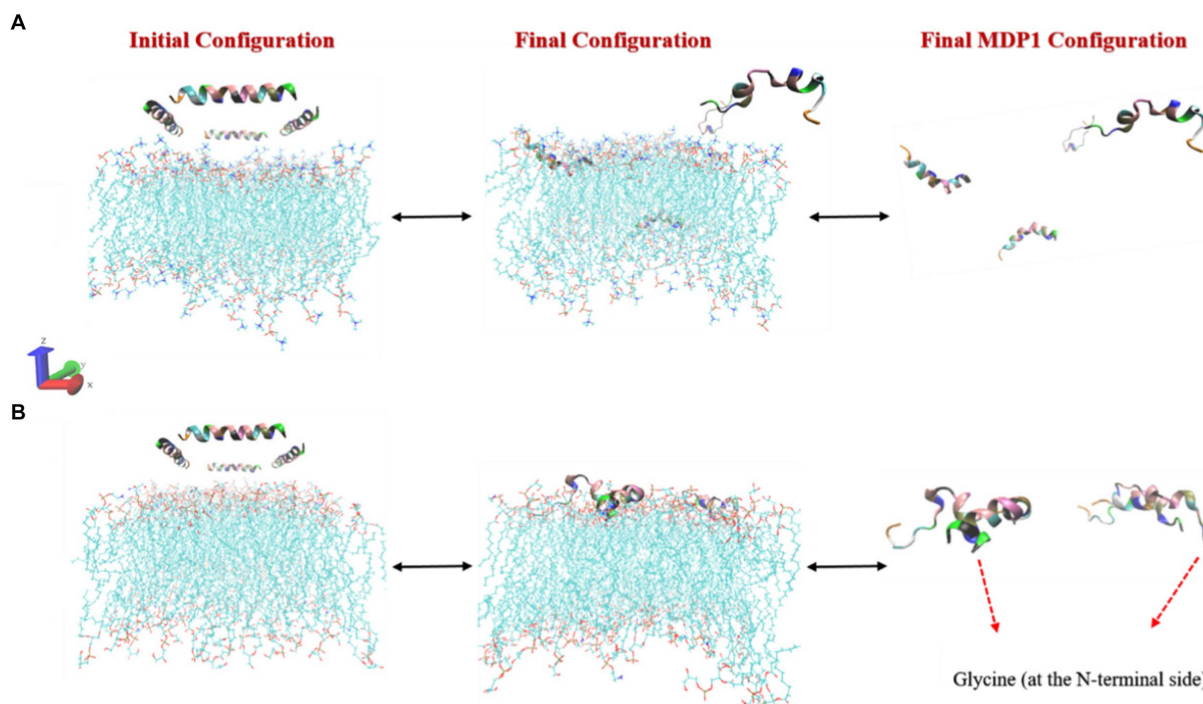 A
Initial Configuration
Final Configuration
Final MDP1 Configuration
z
y
x
B
Glycine (at the N-terminal side)